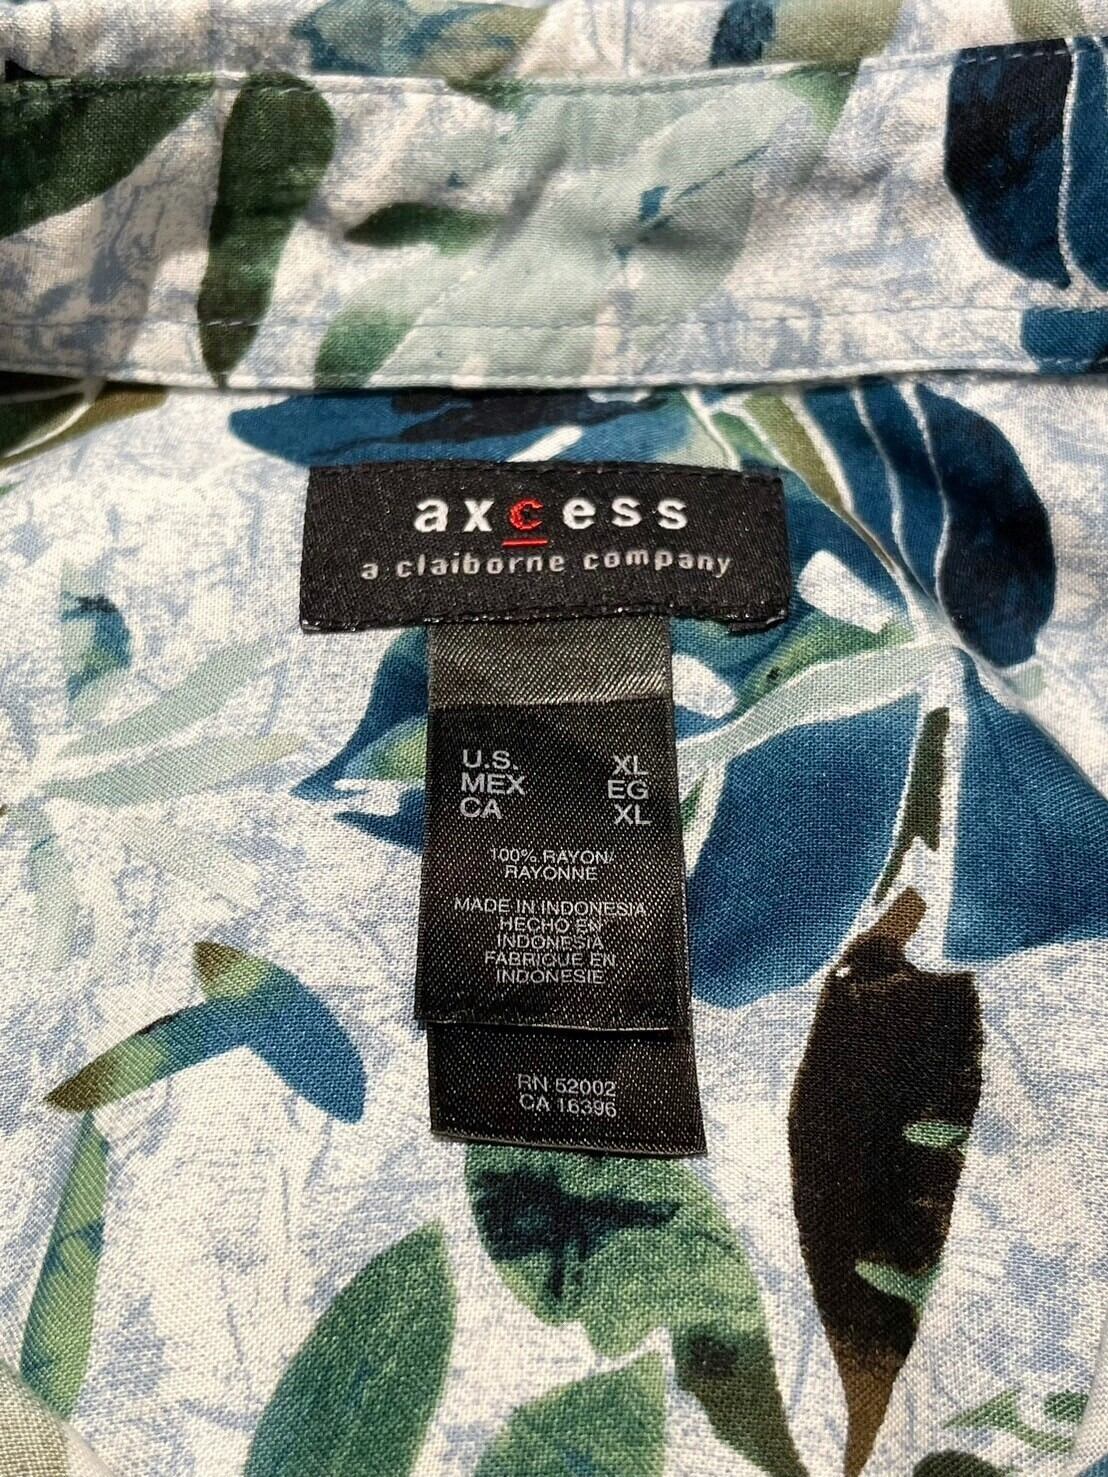 axcess
a claiborne company
U.S. XL
MEX EG
CA XL
100% RAYON/
RAYONNE
MADE IN INDONESIA
HECHO EN
INDONESIA
FABRIQUE EN
INDONESIE
RN 52002
CA 16396